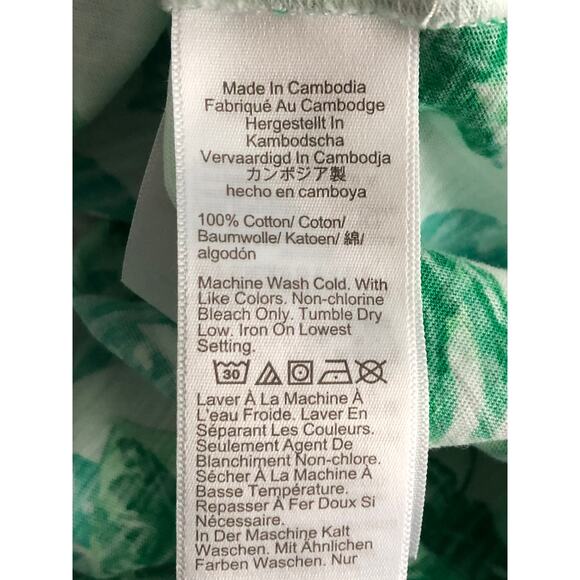 Made In Cambodia
Fabriqué Au Cambodge
Hergestellt In
Kambodscha
Vervaardigd In Cambodja
カンボジア製
hecho en camboya
100% Cotton/ Coton/
Baumwolle/ Katoen/ 綿/
algodón
Machine Wash Cold. With
Like Colors. Non-chlorine
Bleach Only. Tumble Dry
Low. Iron On Lowest
Setting.
30
Laver À La Machine À
L'eau Froide. Laver En
Séparant Les Couleurs.
Seulement Agent De
Blanchiment Non-chlore.
Sécher À La Machine À
Basse Température.
Repasser À Fer Doux Si
Nécessaire.
In Der Maschine Kalt
Waschen. Mit Ähnlichen
Farben Waschen. Nur